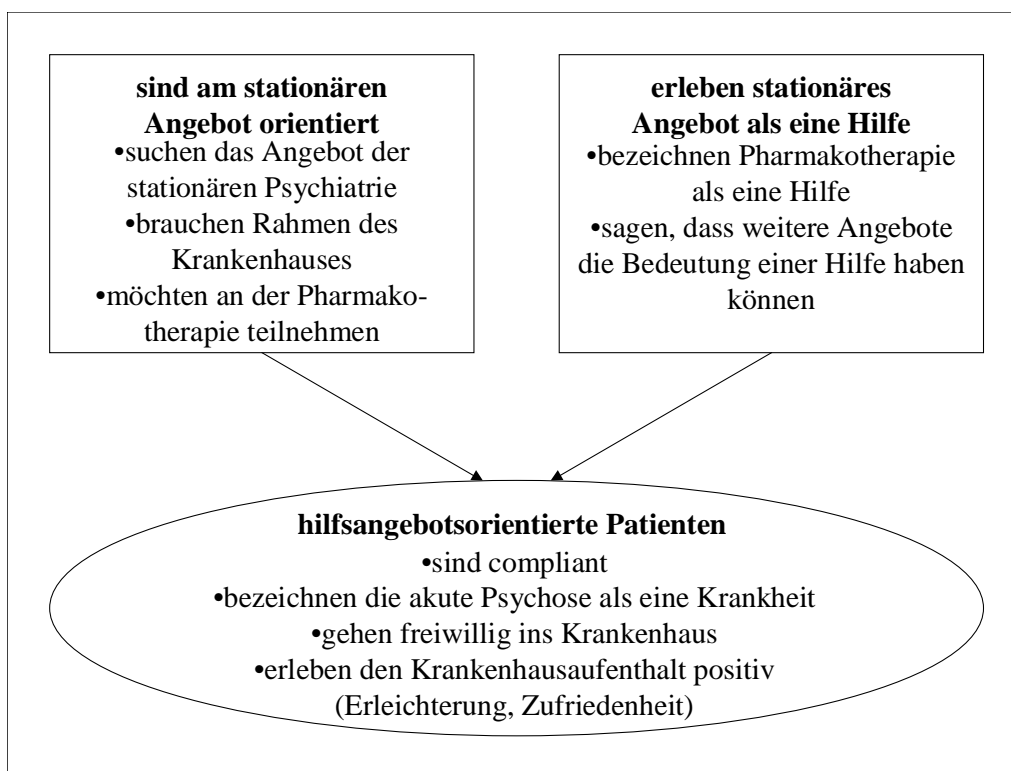 sind am stationären
Angebot orientiert
•suchen das Angebot der
stationären Psychiatrie
•brauchen Rahmen des
Krankenhauses
•möchten an der Pharmako-
therapie teilnehmen
erleben stationäres
Angebot als eine Hilfe
•bezeichnen Pharmakotherapie
als eine Hilfe
•sagen, dass weitere Angebote
die Bedeutung einer Hilfe haben
können
hilfsangebotsorientierte Patienten
•sind compliant
•bezeichnen die akute Psychose als eine Krankheit
•gehen freiwillig ins Krankenhaus
•erleben den Krankenhausaufenthalt positiv
(Erleichterung, Zufriedenheit)